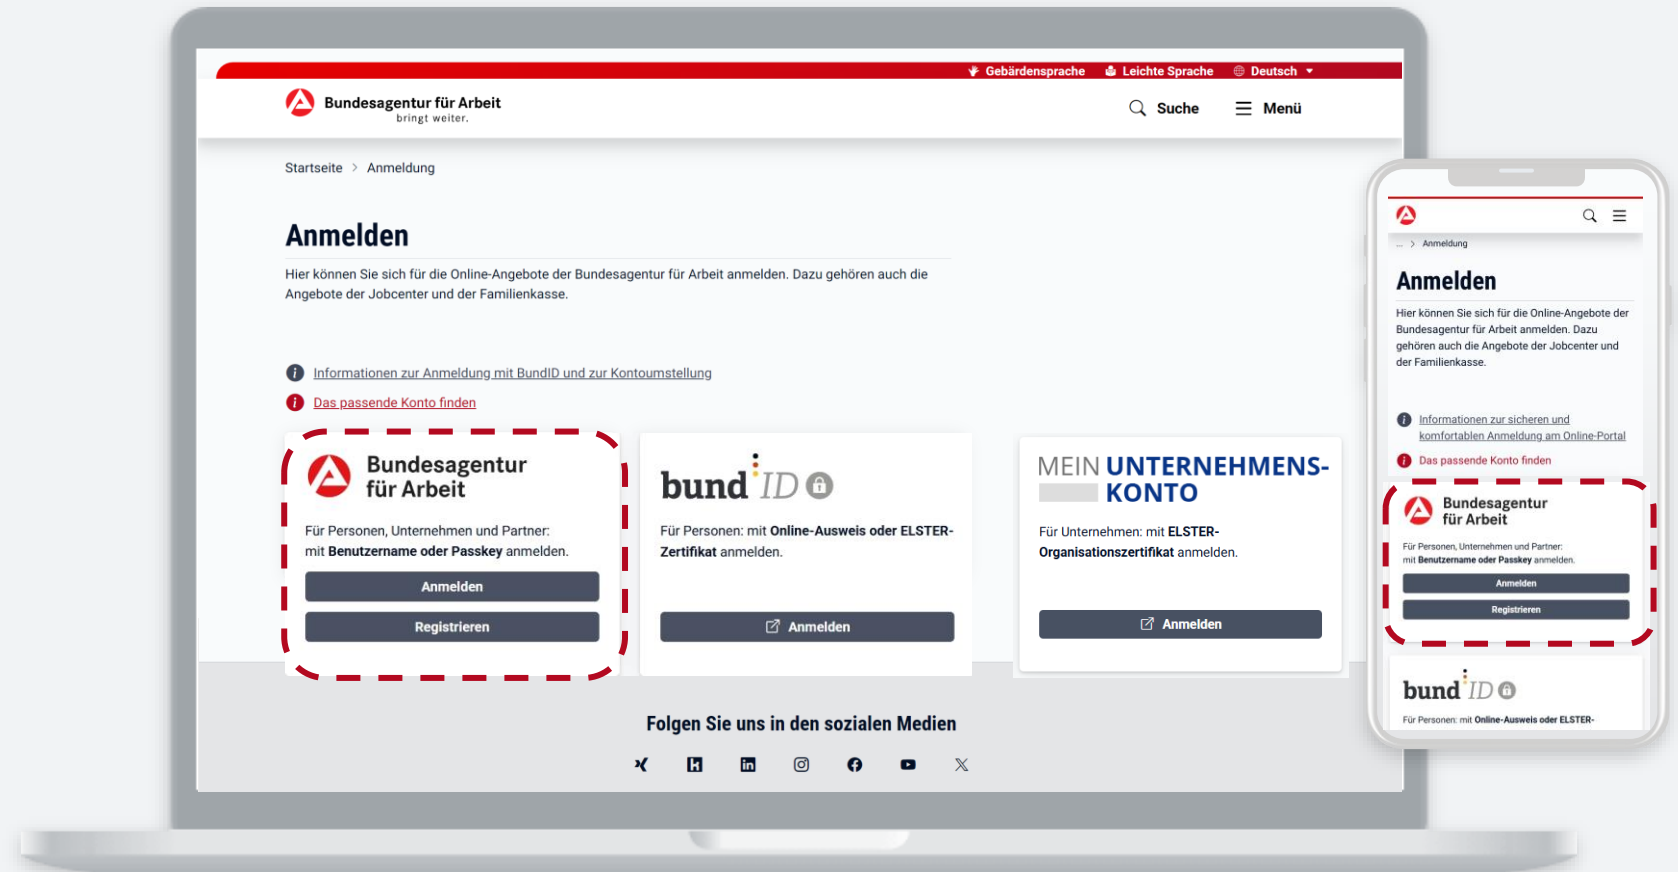 Gebärdensprache Leichte Sprache Deutsch
Bundesagentur für Arbeit
bringt weiter.
Suche Menü
Startseite > Anmeldung
Anmelden
Hier können Sie sich für die Online-Angebote der Bundesagentur für Arbeit anmelden. Dazu gehören auch die
Angebote der Jobcenter und der Familienkasse.
Informationen zur Anmeldung mit BundID und zur Kontoumstellung
Das passende Konto finden
Bundesagentur
für Arbeit
Für Personen, Unternehmen und Partner:
mit Benutzername oder Passkey anmelden.
Anmelden
Registrieren
bund ID
Für Personen: mit Online-Ausweis oder ELSTER-
Zertifikat anmelden.
Anmelden
MEIN UNTERNEHMENS-
KONTO
Für Unternehmen: mit ELSTER-
Organisationszertifikat anmelden.
Anmelden
Folgen Sie uns in den sozialen Medien
... > Anmeldung
Anmelden
Hier können Sie sich für die Online-Angebote der
Bundesagentur für Arbeit anmelden. Dazu
gehören auch die Angebote der Jobcenter und
der Familienkasse.
Informationen zur sicheren und
komfortablen Anmeldung am Online-Portal
Das passende Konto finden
Bundesagentur
für Arbeit
Für Personen, Unternehmen und Partner:
mit Benutzername oder Passkey anmelden.
Anmelden
Registrieren
bund ID
Für Personen: mit Online-Ausweis oder ELSTER-